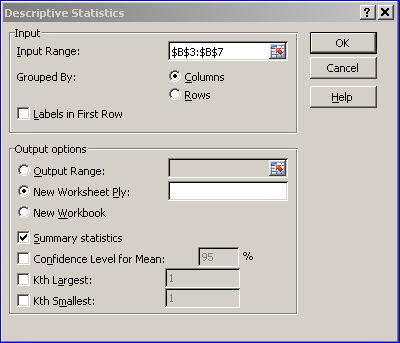 Descriptive Statistics
Input
Input Range: $B$3:$B$7
Grouped By: Columns
Rows
Labels in First Row
OK
Cancel
Help
Output options
Output Range:
New Worksheet Ply:
New Workbook
Summary statistics
Confidence Level for Mean: 95 %
Kth Largest: 1
Kth Smallest: 1